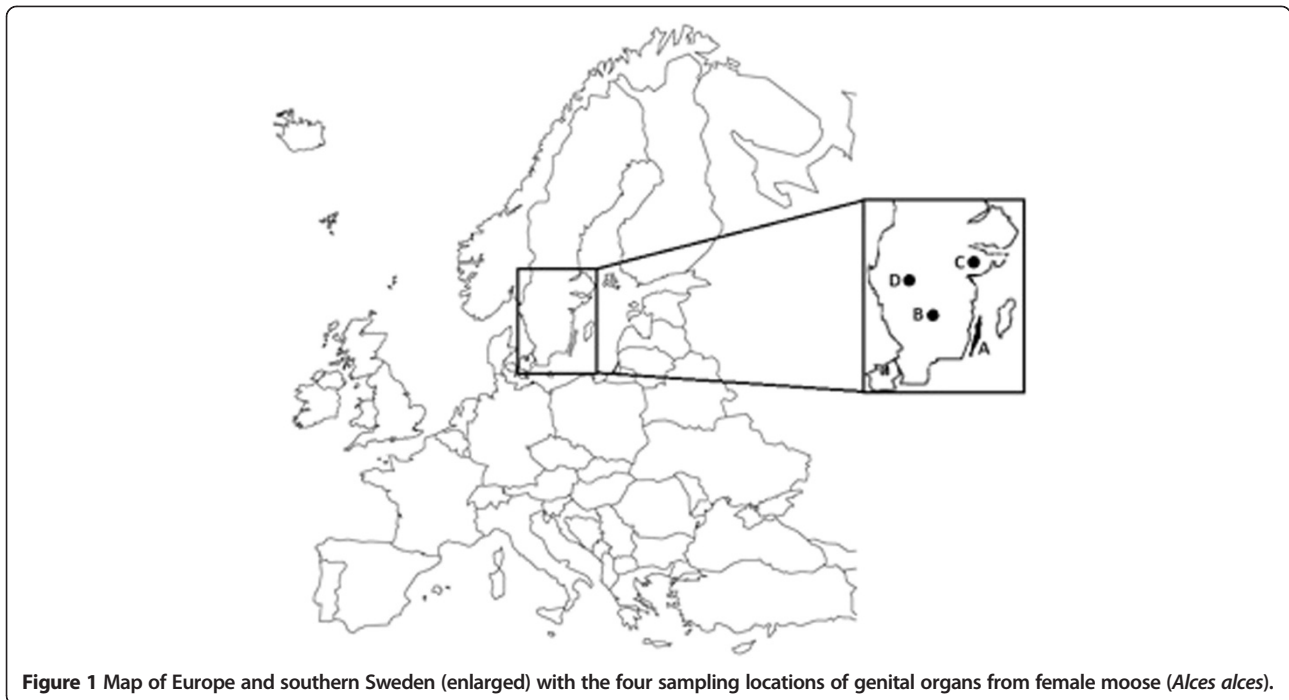 C
D
B
A
Figure 1 Map of Europe and southern Sweden (enlarged) with the four sampling locations of genital organs from female moose (Alces alces).